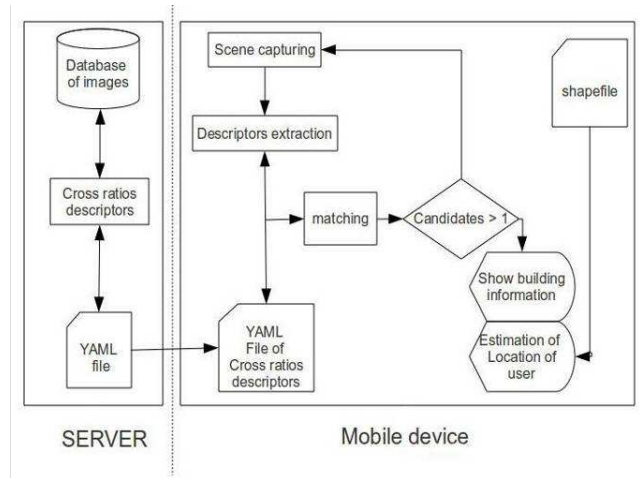 Database
of images
Cross ratios
descriptors
YAML
file
SERVER
Scene capturing
Descriptors extraction
matching
Candidates > 1
YAML
File of
Cross ratios
descriptors
shapefile
Show building
information
Estimation of
Location of
user
Mobile device